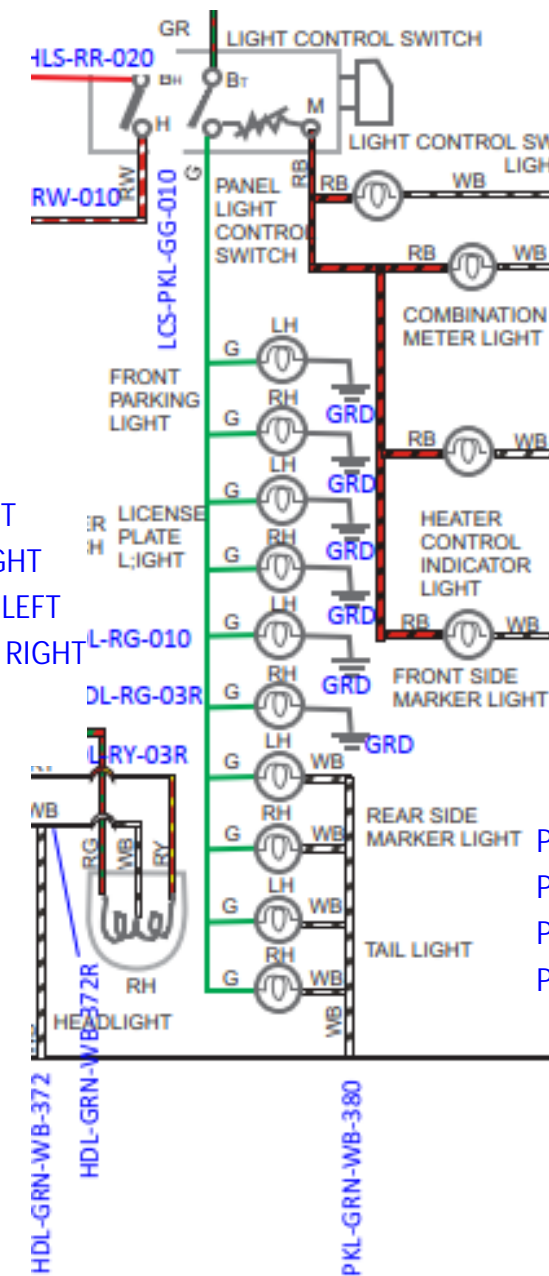 GR
LIGHT CONTROL SWITCH
HLS-RR-020
BH
BT
M
H
RW
RW-010
G
LCS-PKL-GG-010
PANEL
LIGHT
CONTROL
SWITCH
RB
RB
LIGHT CONTROL SW
LIGH
WB
RB
WB
COMBINATION
METER LIGHT
FRONT
PARKING
LIGHT
G
LH
GRD
G
RH
GRD
RB
WB
HEATER
CONTROL
INDICATOR
LIGHT
T
GHT
LEFT
RIGHT
ER
H
LICENSE
PLATE
L;IGHT
G
LH
GRD
G
RH
GRD
RB
WB
FRONT SIDE
MARKER LIGHT
L-RG-010
G
LH
GRD
DL-RG-03R
G
RH
GRD
L-RY-03R
G
LH
WB
REAR SIDE
MARKER LIGHT
G
RH
WB
G
LH
WB
TAIL LIGHT
G
RH
WB
WB
P
P
P
P
WB
RG
WB
RY
RH
HEADLIGHT
HDL-GRN-WB-372
HDL-GRN-WB-372R
PKL-GRN-WB-380